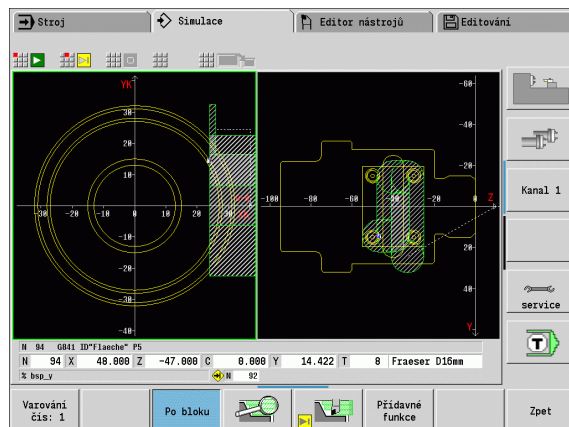 Stroj Simulace Editor nástrojů Editování
YK
30
20
10
-30 -20 -10 0 10 20
-10
-20
-30
-40
-60
-40
-20
-100 -80 -60 -40 -20 0
Z
20
40
Y
Kanal 1
service
T
N 94 G841 ID"Flaeche" P5
N 94 X 48.000 Z -47.000 C 0.000 Y 14.422 T 8 Fraeser D16mm
% bsp_y N 92
Varování čís: 1
Po bloku
Přídavné funkce
Zpet